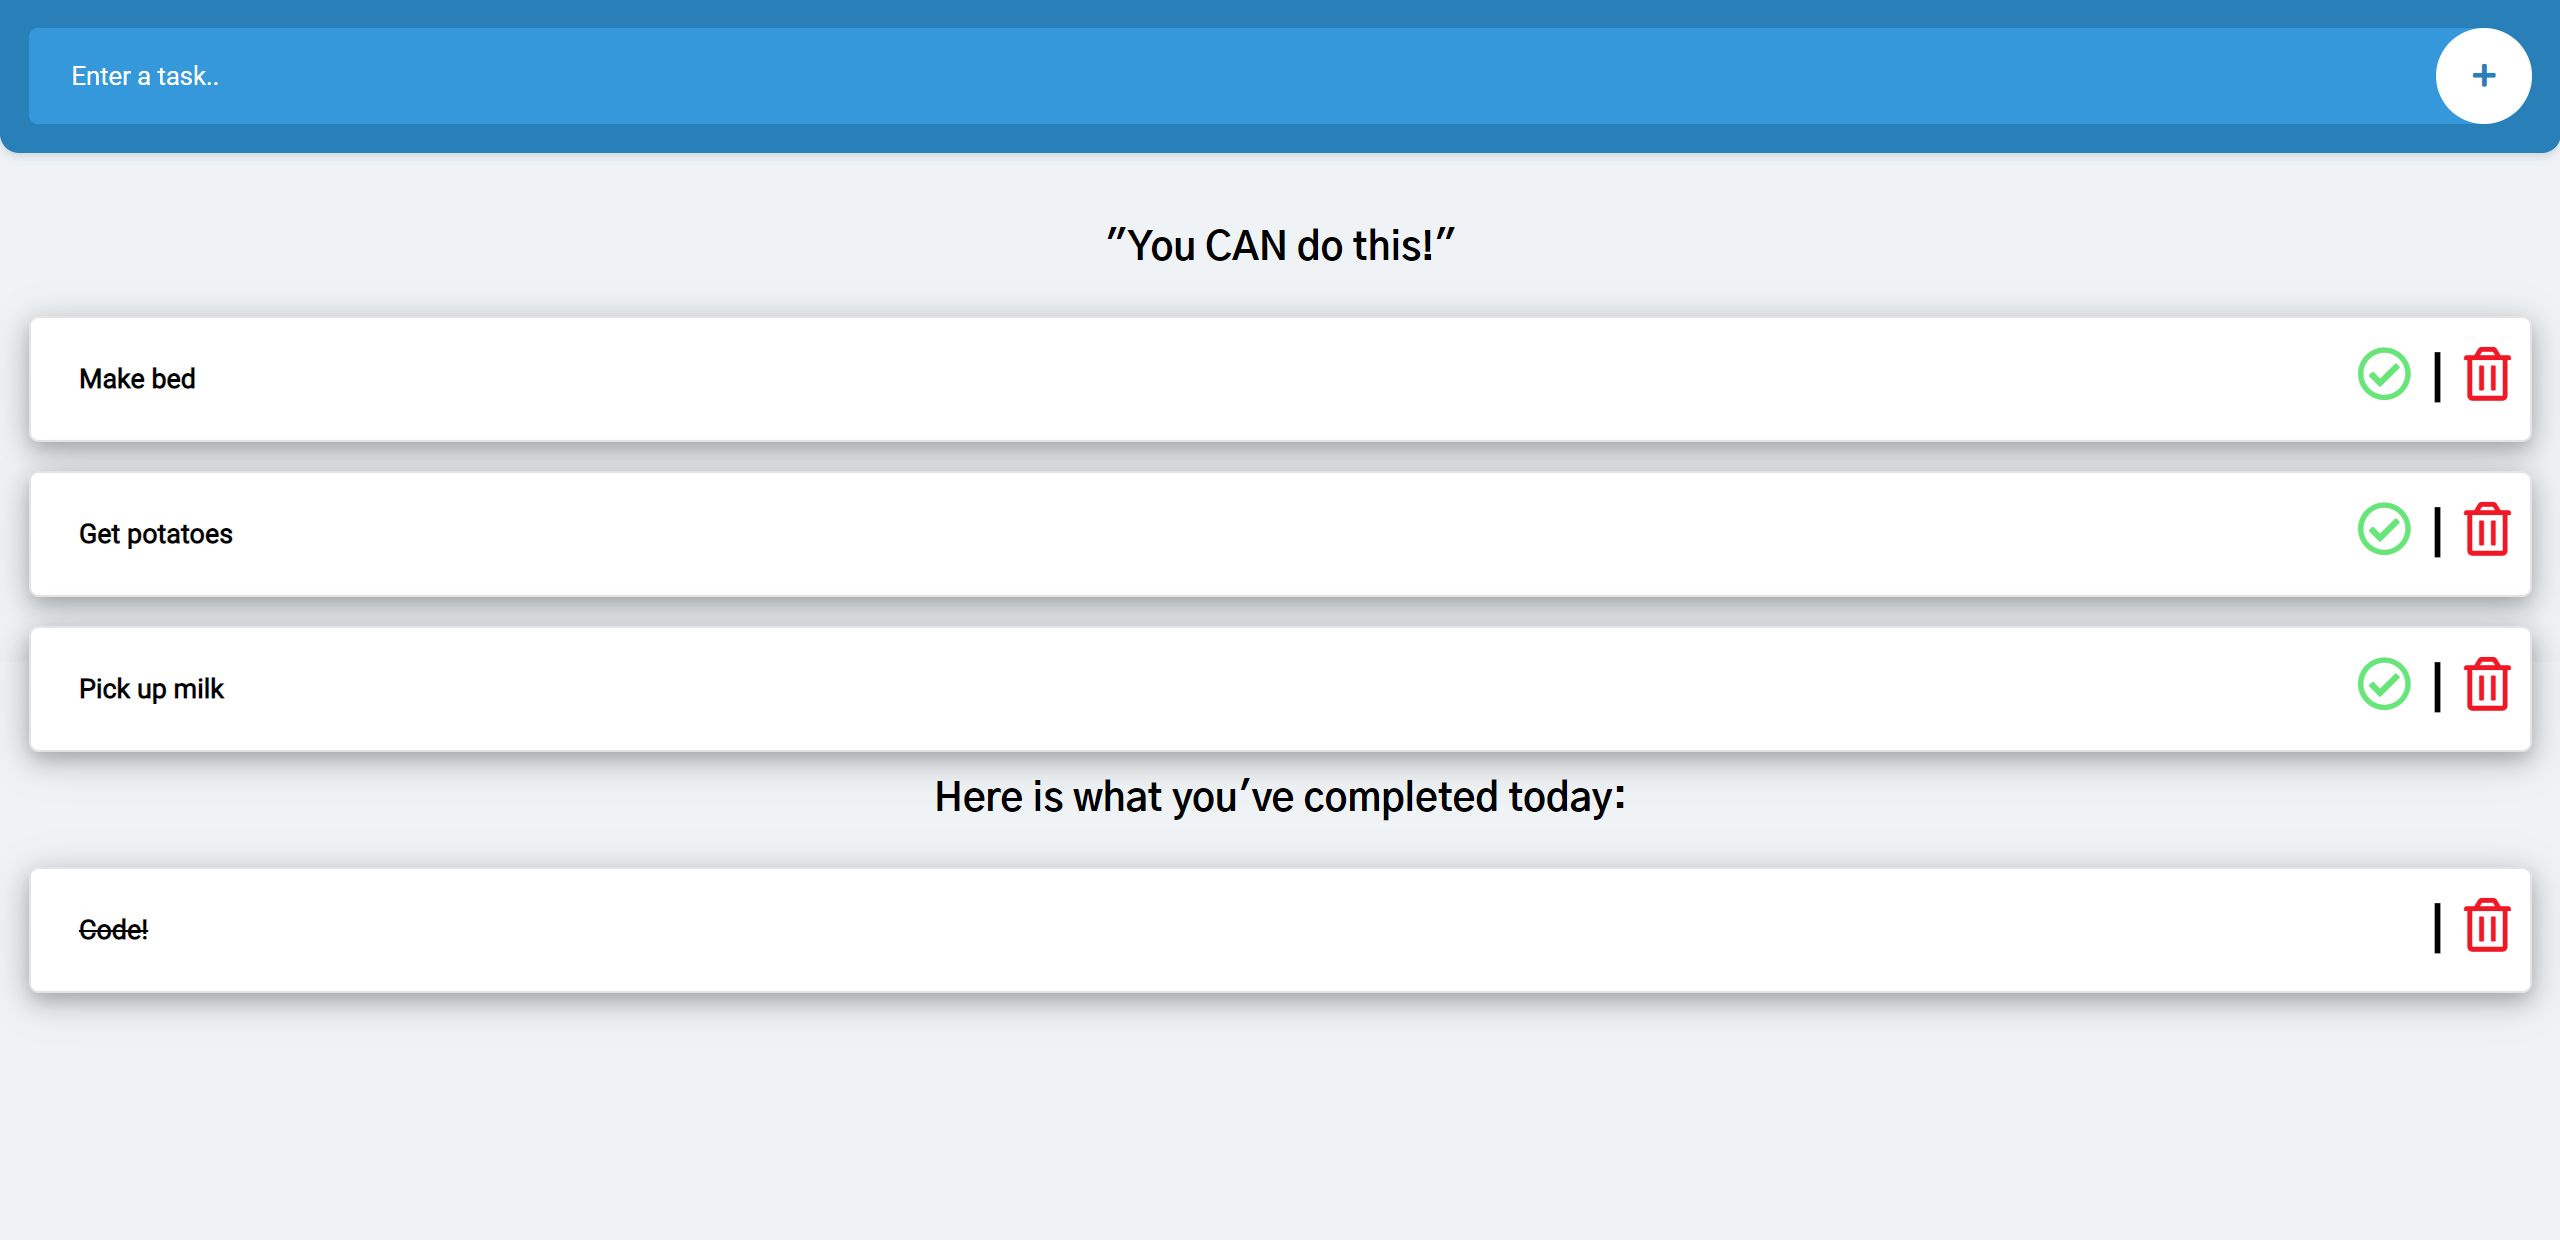 Enter a task..
+
"You CAN do this!"
Make bed
|
Get potatoes
|
Pick up milk
|
Here is what you've completed today:
Code!
|